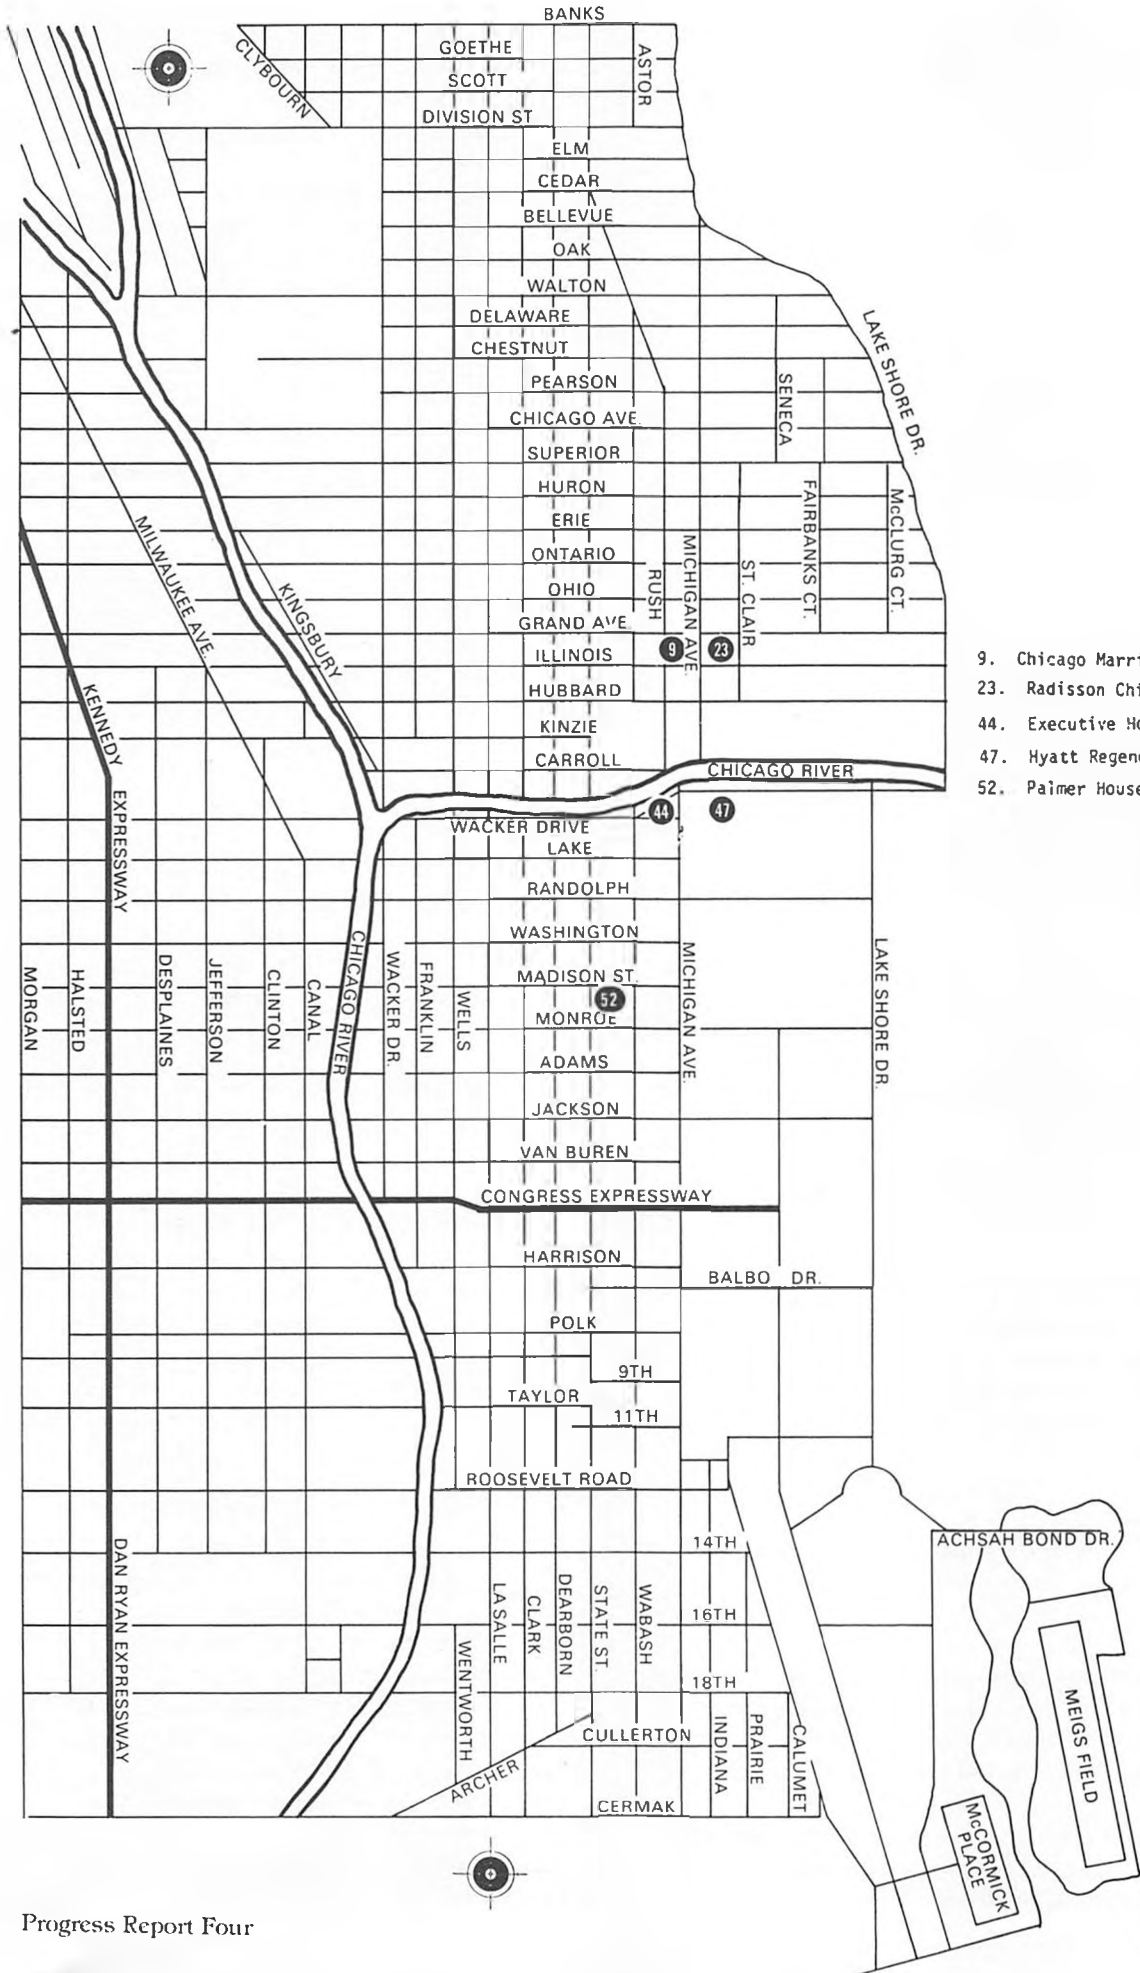 BANKS
GOETHE
ASTOR
CLYBOURN
SCOTT
DIVISION ST
ELM
CEDAR
BELLEVUE
OAK
WALTON
DELAWARE
LAKE SHORE DR.
CHESTNUT
PEARSON
SENECA
CHICAGO AVE.
SUPERIOR
HURON
FAIRBANKS CT.
McCLURG CT.
ERIE
MILWAUKEE AVE.
ONTARIO
MICHIGAN AVE.
ST. CLAIR
RUSH
KINGSBURY
OHIO
GRAND AVE.
9
23
ILLINOIS
HUBBARD
KENNEDY
KINZIE
CARROLL
CHICAGO RIVER
9. Chicago Marri
23. Radisson Chi
44. Executive Ho
47. Hyatt Regen
52. Palmer House
EXPRESSWAY
44
47
WACKER DRIVE
LAKE
RANDOLPH
WASHINGTON
MADISON ST.
52
MONROE
MORGAN
HALSTED
DESPLAINES
JEFFERSON
CLINTON
CANAL
CHICAGO RIVER
WACKER DR.
FRANKLIN
WELLS
MICHIGAN AVE.
LAKE SHORE DR.
ADAMS
JACKSON
VAN BUREN
CONGRESS EXPRESSWAY
HARRISON
BALBO DR.
POLK
9TH
TAYLOR
11TH
ROOSEVELT ROAD
14TH
ACHSAH BOND DR.
DAN RYAN EXPRESSWAY
LA SALLE
CLARK
DEARBORN
STATE ST.
WABASH
16TH
WENTWORTH
18TH
MEIGS FIELD
CULLERTON
INDIANA
PRAIRIE
CALUMET
ARCHER
CERMAK
McCORMICK
PLACE
Progress Report Four